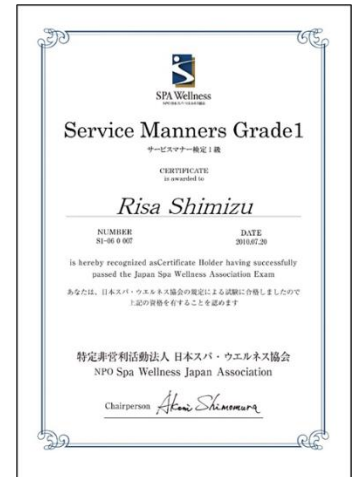 SPA Wellness
Service Manners Grade1
サービスマナー検定1級
CERTIFICATE
is awarded to
Risa Shimizu
NUMBER
DATE
S1-06 0 007
2010.07.20
is hereby recognized asCertificate Holder having successfully
passed the Japan Spa Wellness Association Exam
あなたは、日本スパ・ウエルネス協会の規定による試験に合格しましたので
上記の資格を有することを認めます
特定非営利活動法人 日本スパ・ウエルネス協会
NPO Spa Wellness Japan Association
Chairperson Akemi Shimomura